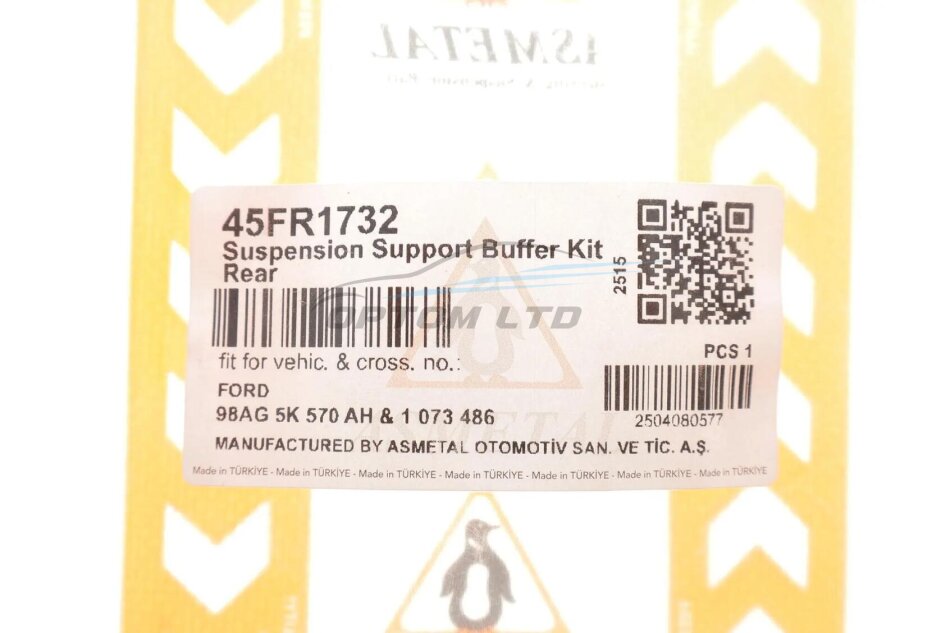 ASMETAL
45FR1732
Suspension Support Buffer Kit
Rear
2515
OPTOM LTD
PCS 1
fit for vehic. & cross. no.:
FORD
98AG 5K 570 AH & 1 073 486
2504080577
ASMETAL
MANUFACTURED BY ASMETAL OTOMOTİV SAN. VE TİC. A.Ş.
Made in TÜRKİYE - Made in TÜRKİYE - Made in TÜRKİYE - Made in TÜRKİYE - Made in TÜRKİYE - Made in TÜRKİYE - Made in TÜRKİYE